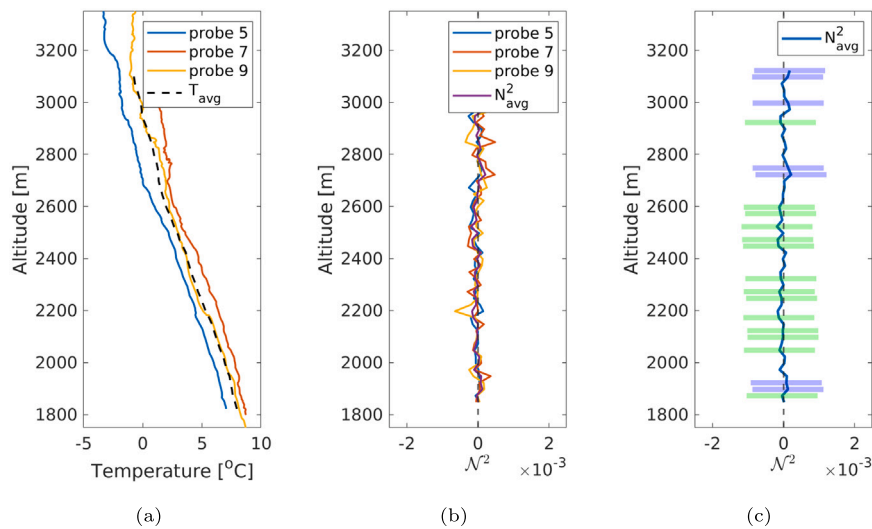 3200
3000
2800
2600
2400
2200
2000
1800
Altitude [m]
-5
0
5
10
Temperature [°C]
probe 5
probe 7
probe 9
T_avg
(a)
3200
3000
2800
2600
2400
2200
2000
1800
Altitude [m]
-2
0
2
𝒩²
×10⁻³
probe 5
probe 7
probe 9
N²_avg
(b)
3200
3000
2800
2600
2400
2200
2000
1800
Altitude [m]
-2
0
2
𝒩²
×10⁻³
N²_avg
(c)